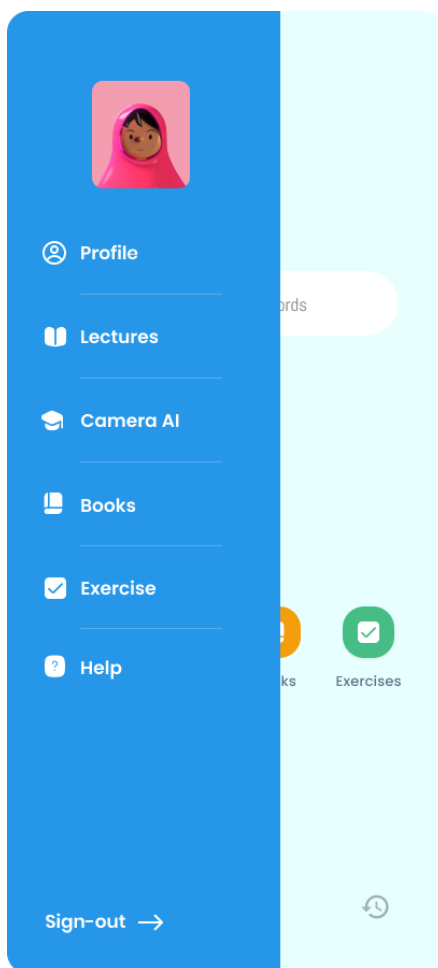 Profile
Lectures
Camera AI
Books
Exercise
Help
Exercises
Sign-out